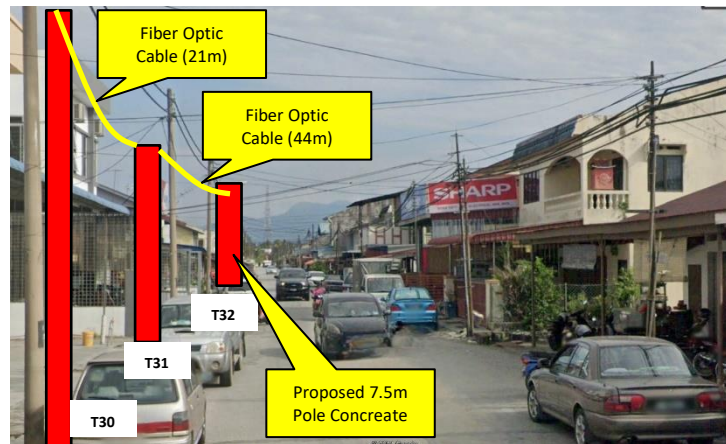 Fiber Optic
Cable (21m)
Fiber Optic
Cable (44m)
SHARP
T32
T31
Proposed 7.5m
Pole Concreate
T30